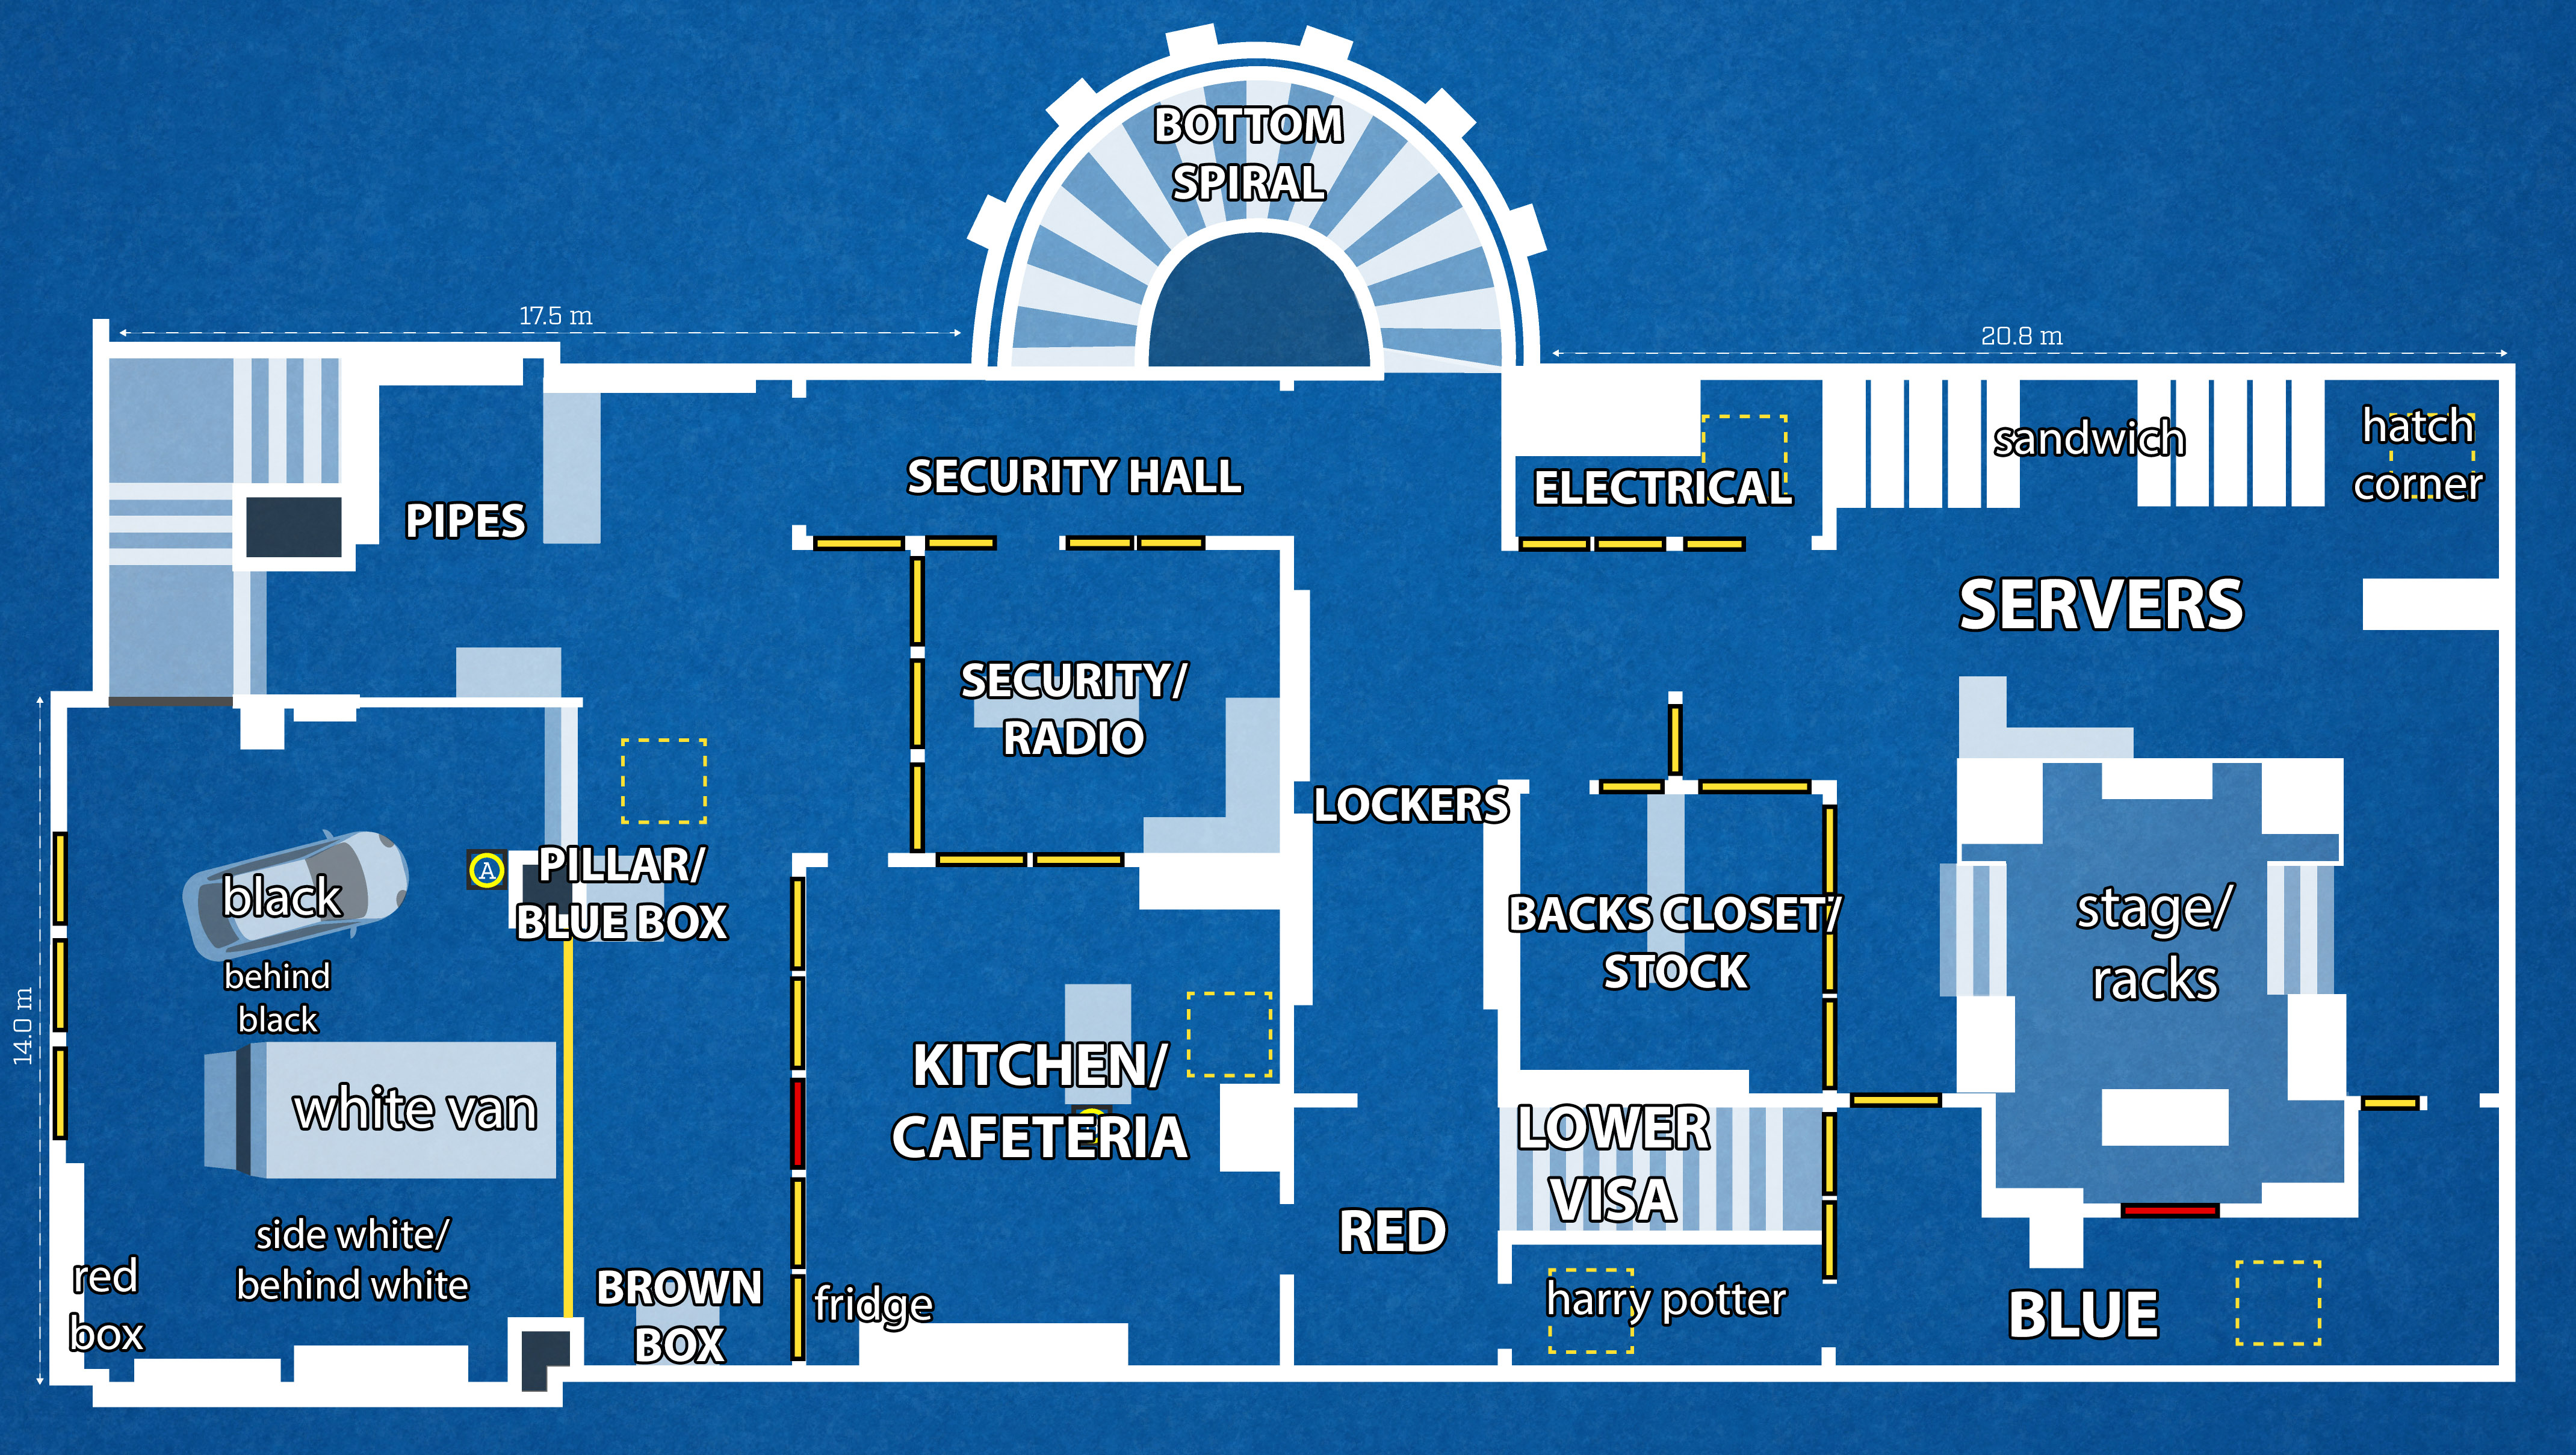 BOTTOM
SPIRAL
17.5 m
20.8 m
SECURITY HALL
PIPES
ELECTRICAL
sandwich
hatch
corner
SERVERS
SECURITY/
RADIO
LOCKERS
14.0 m
black
behind
black
A
PILLAR/
BLUE BOX
BACKS CLOSET/
STOCK
stage/
racks
white van
KITCHEN/
CAFETERIA
LOWER
VISA
side white/
behind white
red
box
BROWN
BOX
fridge
RED
harry potter
BLUE